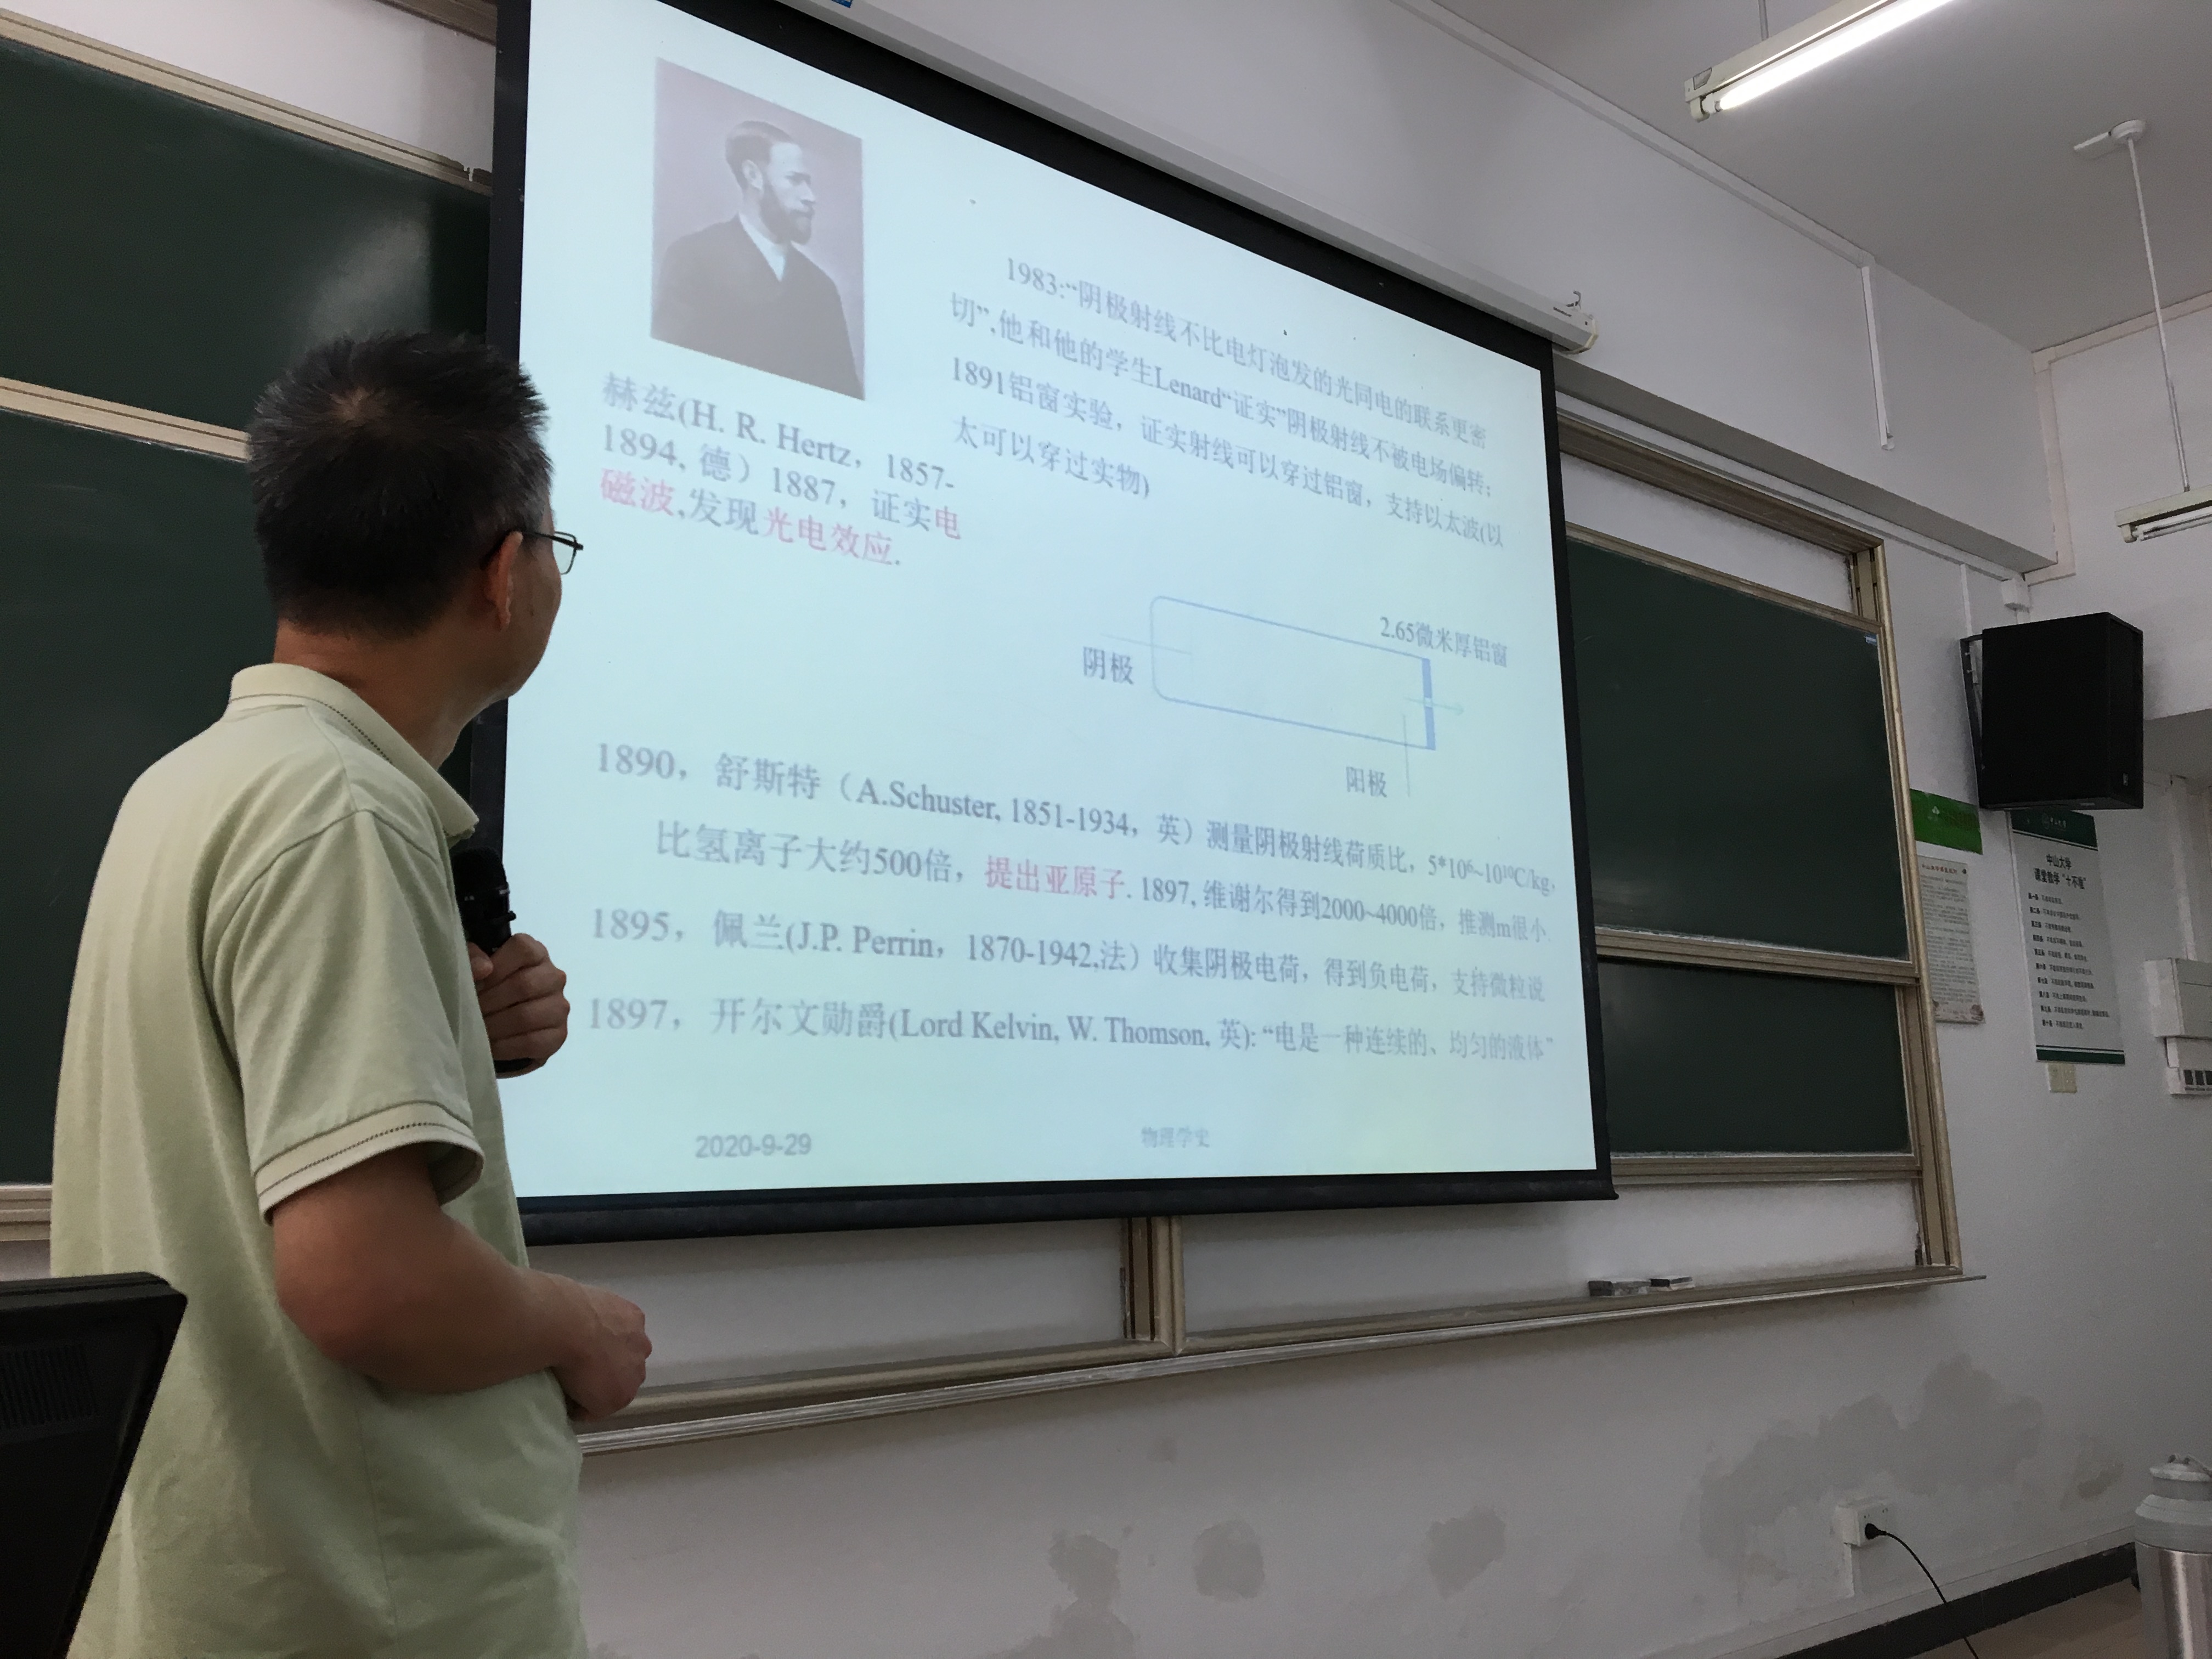 1983:“阴极射线不比电灯泡发的光同电的联系更密
切”,他和他的学生Lenard“证实”阴极射线不被电场偏转;
1891铝窗实验，证实射线可以穿过铝窗，支持以太波(以
太可以穿过实物)
赫兹(H. R. Hertz，1857-
1894, 德）1887，证实电
磁波,发现光电效应.
2.65微米厚铝窗
阴极
阳极
1890，舒斯特（A.Schuster, 1851-1934，英）测量阴极射线荷质比，5*10⁶~10¹⁰C/kg,
比氢离子大约500倍，提出亚原子. 1897, 维谢尔得到2000~4000倍，推测m很小.
1895，佩兰(J.P. Perrin，1870-1942,法）收集阴极电荷，得到负电荷，支持微粒说
1897，开尔文勋爵(Lord Kelvin, W. Thomson, 英): “电是一种连续的、均匀的液体”
2020-9-29
物理学史
中山大学
课堂教学“十不准”